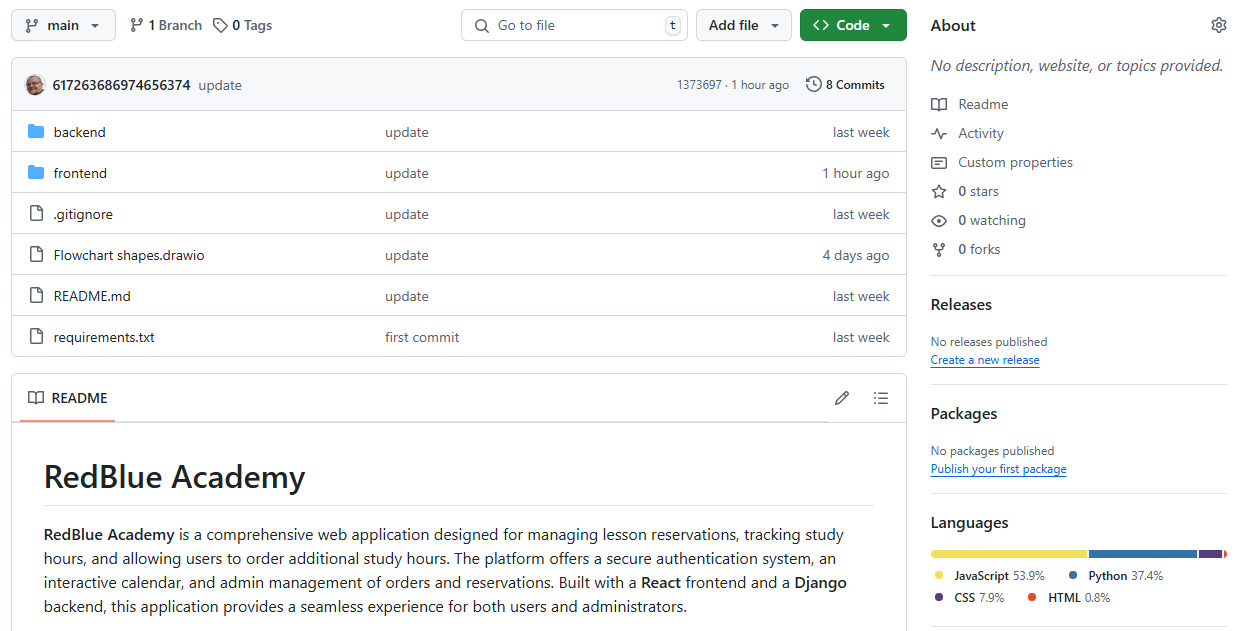 main 1 Branch 0 Tags Go to file t Add file Code
617263686974656374 update 1373697 · 1 hour ago 8 Commits
backend update last week
frontend update 1 hour ago
.gitignore update last week
Flowchart shapes.drawio update 4 days ago
README.md update last week
requirements.txt first commit last week
README
RedBlue Academy
RedBlue Academy is a comprehensive web application designed for managing lesson reservations, tracking study
hours, and allowing users to order additional study hours. The platform offers a secure authentication system, an
interactive calendar, and admin management of orders and reservations. Built with a React frontend and a Django
backend, this application provides a seamless experience for both users and administrators.
About
No description, website, or topics provided.
Readme
Activity
Custom properties
0 stars
0 watching
0 forks
Releases
No releases published
Create a new release
Packages
No packages published
Publish your first package
Languages
JavaScript 53.9% Python 37.4%
CSS 7.9% HTML 0.8%